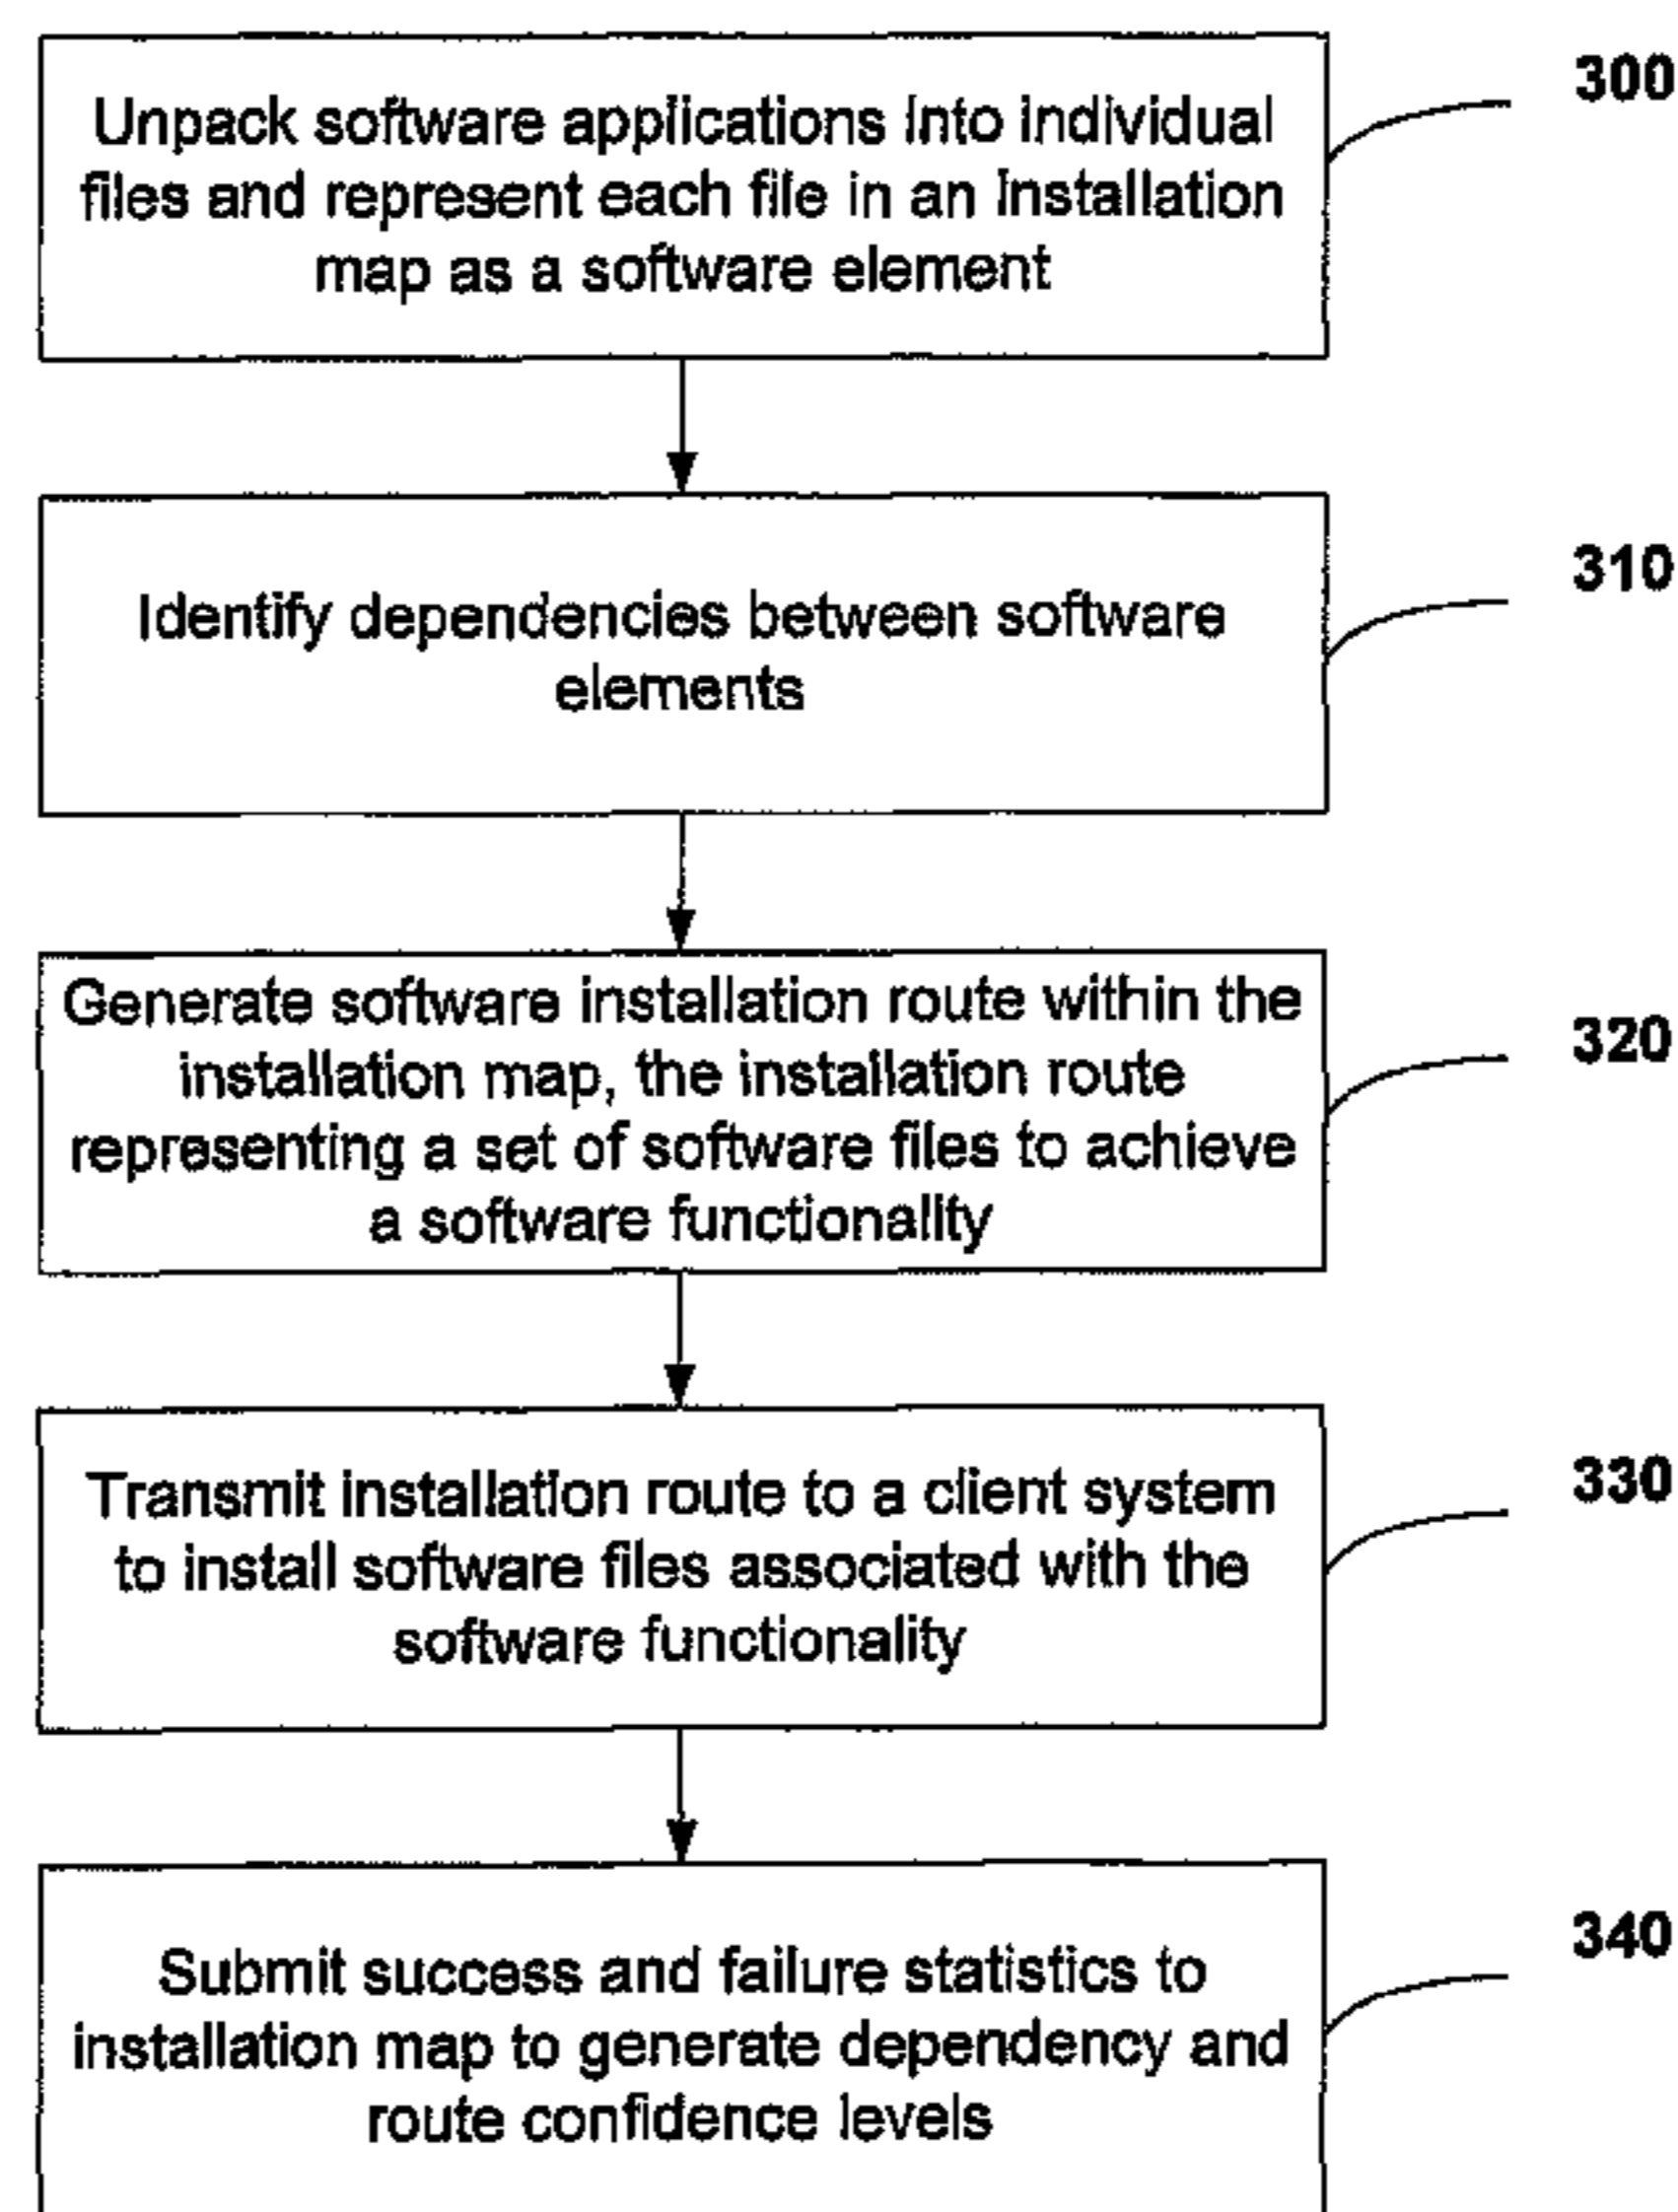 Unpack software applications into individual
files and represent each file in an installation
map as a software element
300
Identify dependencies between software
elements
310
Generate software installation route within the
installation map, the installation route
representing a set of software files to achieve
a software functionality
320
Transmit installation route to a client system
to install software files associated with the
software functionality
330
Submit success and failure statistics to
installation map to generate dependency and
route confidence levels
340